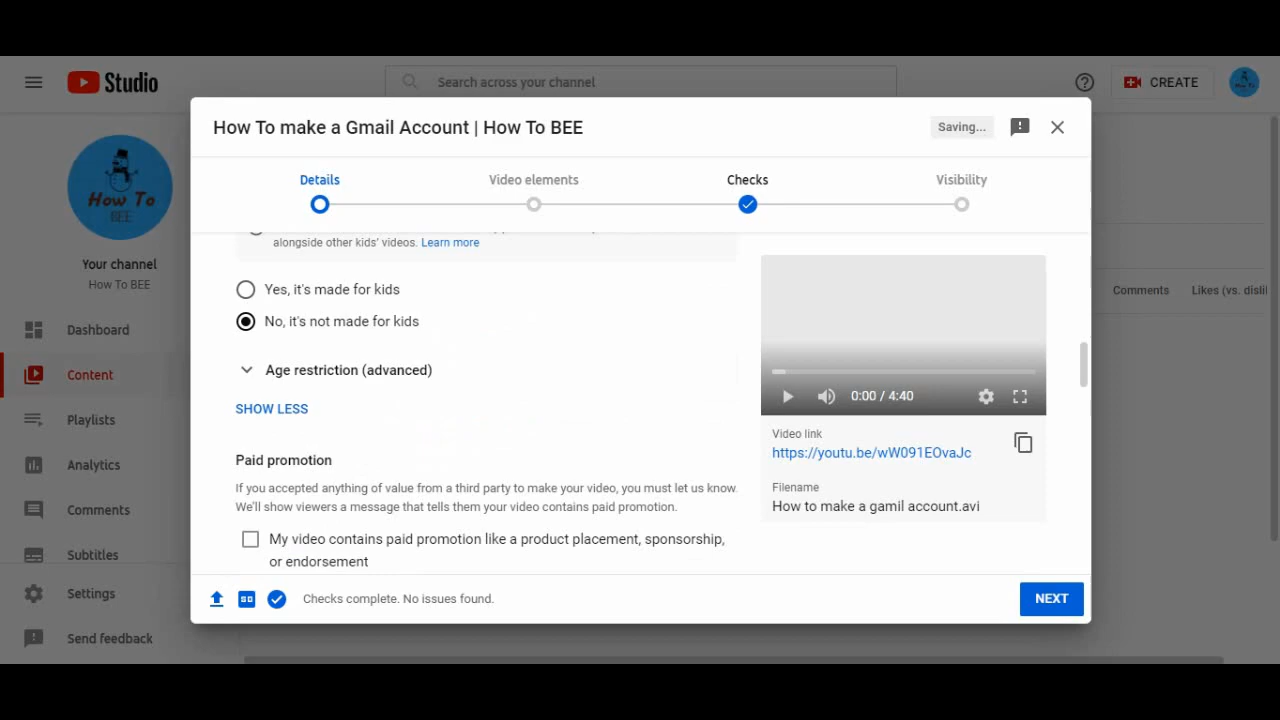 Studio
Search across your channel
CREATE
How To make a Gmail Account | How To BEE
Saving...
Details
Video elements
Checks
Visibility
How To
BEE
Your channel
How To BEE
Dashboard
Content
Playlists
Analytics
Comments
Subtitles
Settings
Send feedback
alongside other kids' videos. Learn more
Yes, it's made for kids
No, it's not made for kids
Age restriction (advanced)
SHOW LESS
Paid promotion
If you accepted anything of value from a third party to make your video, you must let us know.
We'll show viewers a message that tells them your video contains paid promotion.
My video contains paid promotion like a product placement, sponsorship,
or endorsement
0:00 / 4:40
Video link
https://youtu.be/wW091EOvaJc
Filename
How to make a gamil account.avi
Comments
Likes (vs. disli
SD
Checks complete. No issues found.
NEXT